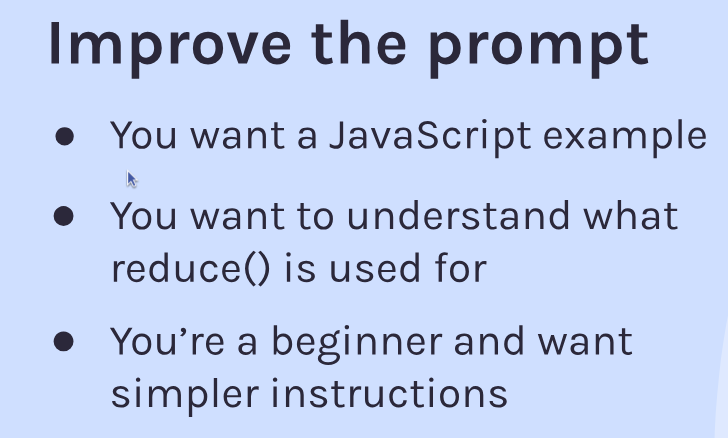 Improve the prompt
● You want a JavaScript example
● You want to understand what
reduce() is used for
● You’re a beginner and want
simpler instructions